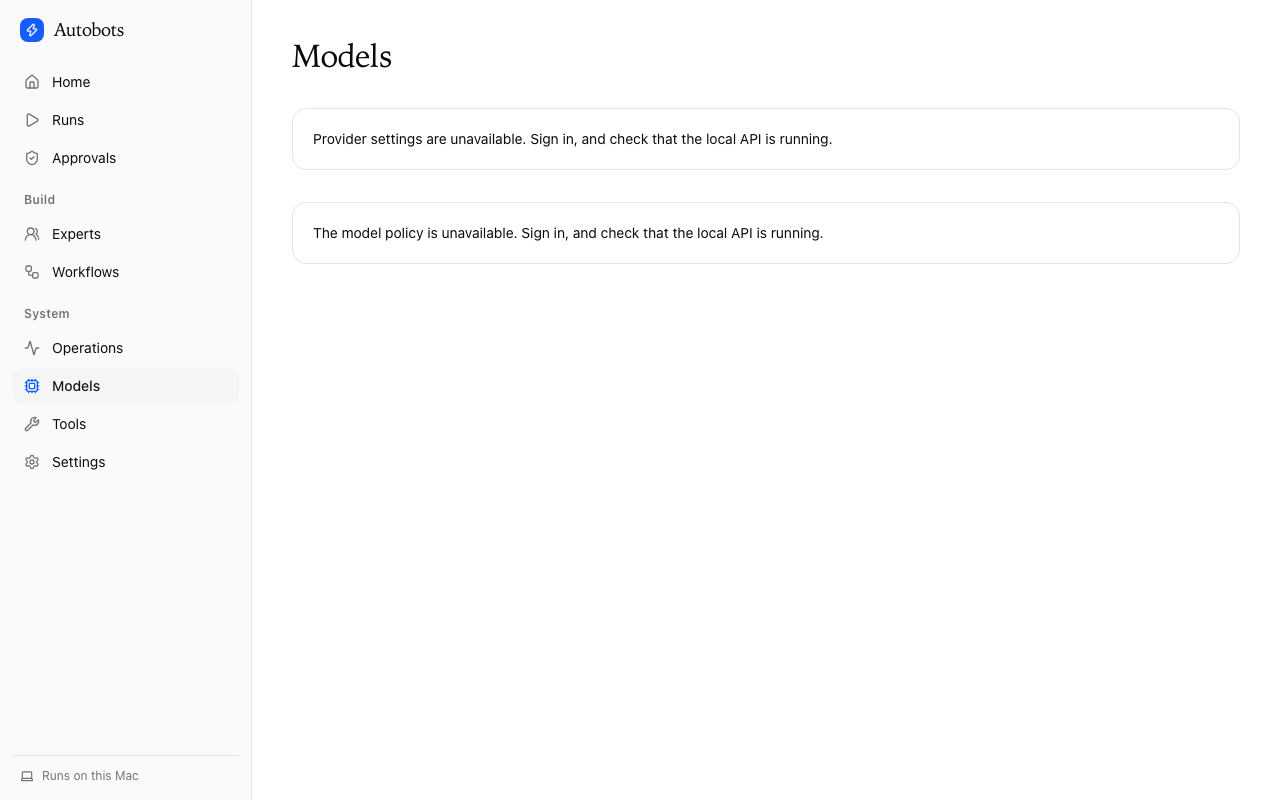 Autobots
Home
Runs
Approvals
Build
Experts
Workflows
System
Operations
Models
Tools
Settings
Runs on this Mac
Models
Provider settings are unavailable. Sign in, and check that the local API is running.
The model policy is unavailable. Sign in, and check that the local API is running.